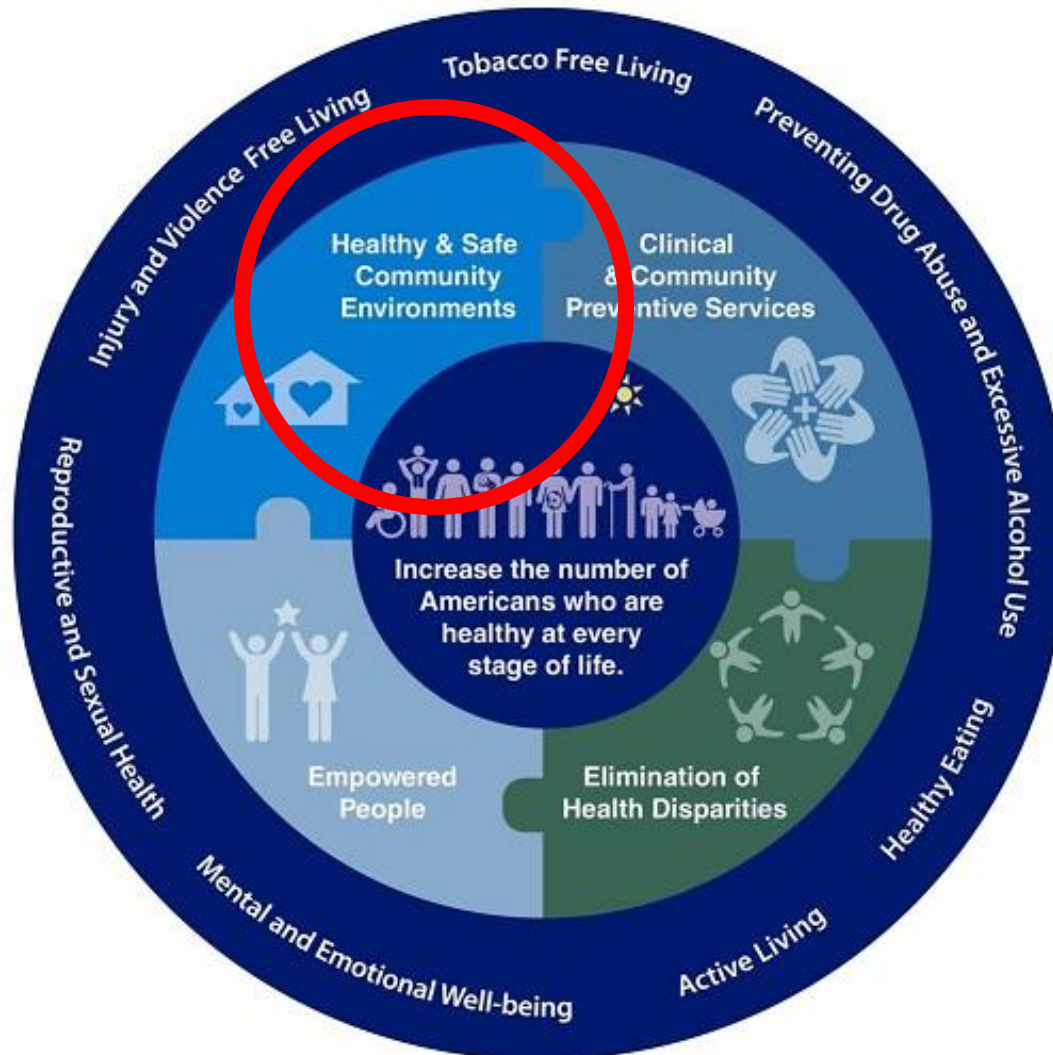 Tobacco Free Living
Preventing Drug Abuse and Excessive Alcohol Use
Healthy Eating
Active Living
Mental and Emotional Well-being
Reproductive and Sexual Health
Injury and Violence Free Living
Healthy & Safe
Community
Environments
Clinical
& Community
Preventive Services
Elimination of
Health Disparities
Empowered
People
Increase the number of
Americans who are
healthy at every
stage of life.